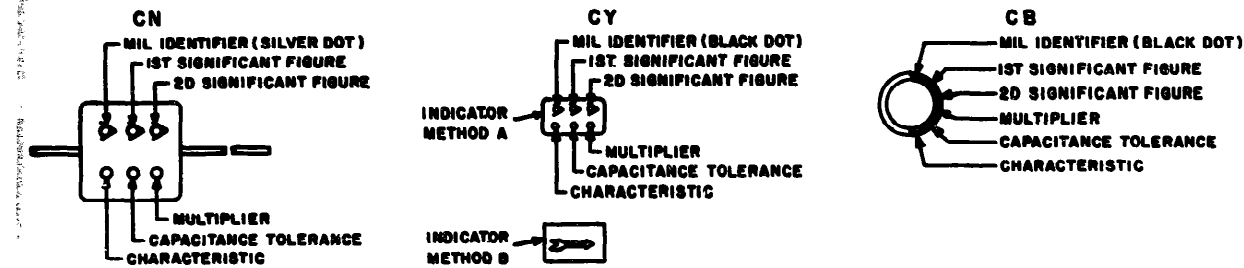 CN
MIL IDENTIFIER (SILVER DOT)
1ST SIGNIFICANT FIGURE
2D SIGNIFICANT FIGURE
MULTIPLIER
CAPACITANCE TOLERANCE
CHARACTERISTIC
CY
MIL IDENTIFIER (BLACK DOT)
1ST SIGNIFICANT FIGURE
2D SIGNIFICANT FIGURE
INDICATOR
METHOD A
MULTIPLIER
CAPACITANCE TOLERANCE
CHARACTERISTIC
INDICATOR
METHOD B
CB
MIL IDENTIFIER (BLACK DOT)
1ST SIGNIFICANT FIGURE
2D SIGNIFICANT FIGURE
MULTIPLIER
CAPACITANCE TOLERANCE
CHARACTERISTIC